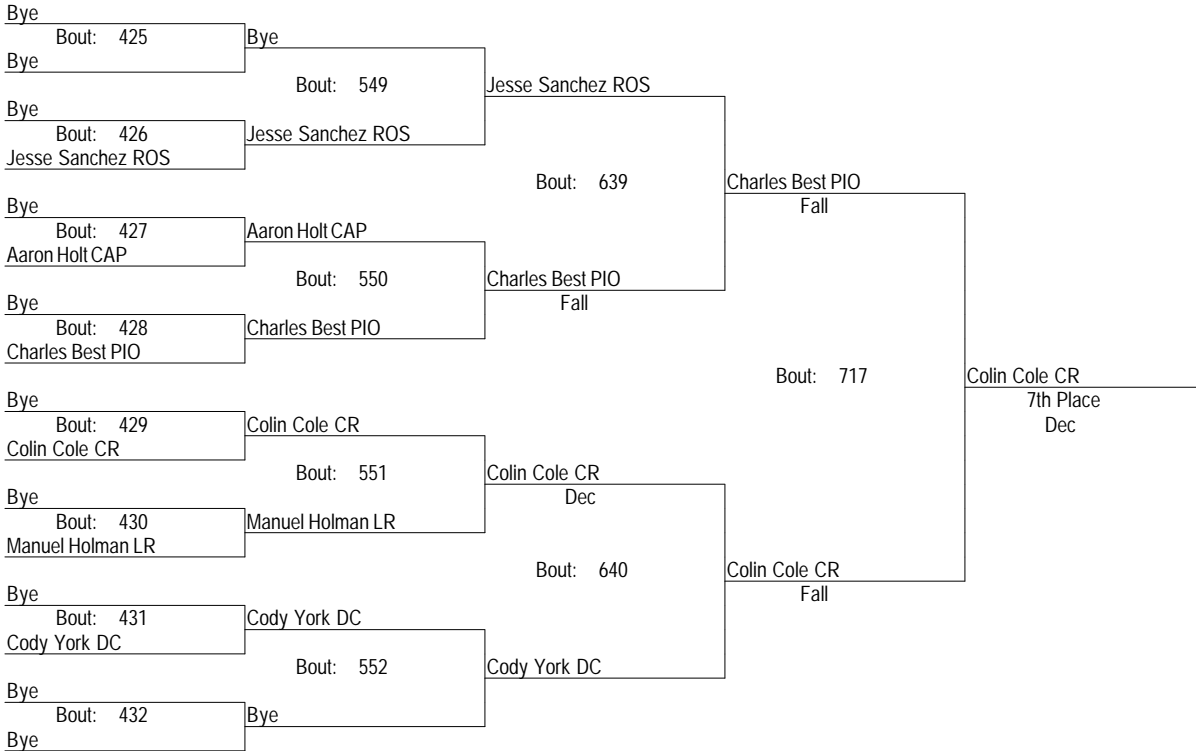 Bye
Bout: 425
Bye
Bye
Bout: 549
Jesse Sanchez ROS
Bye
Bout: 426
Jesse Sanchez ROS
Jesse Sanchez ROS
Bout: 639
Charles Best PIO
Fall
Bye
Bout: 427
Aaron Holt CAP
Aaron Holt CAP
Bout: 550
Charles Best PIO
Fall
Bye
Bout: 428
Charles Best PIO
Charles Best PIO
Bout: 717
Colin Cole CR
7th Place
Dec
Bye
Bout: 429
Colin Cole CR
Colin Cole CR
Bout: 551
Colin Cole CR
Dec
Bye
Bout: 430
Manuel Holman LR
Manuel Holman LR
Bout: 640
Colin Cole CR
Fall
Bye
Bout: 431
Cody York DC
Cody York DC
Bout: 552
Cody York DC
Bye
Bout: 432
Bye
Bye